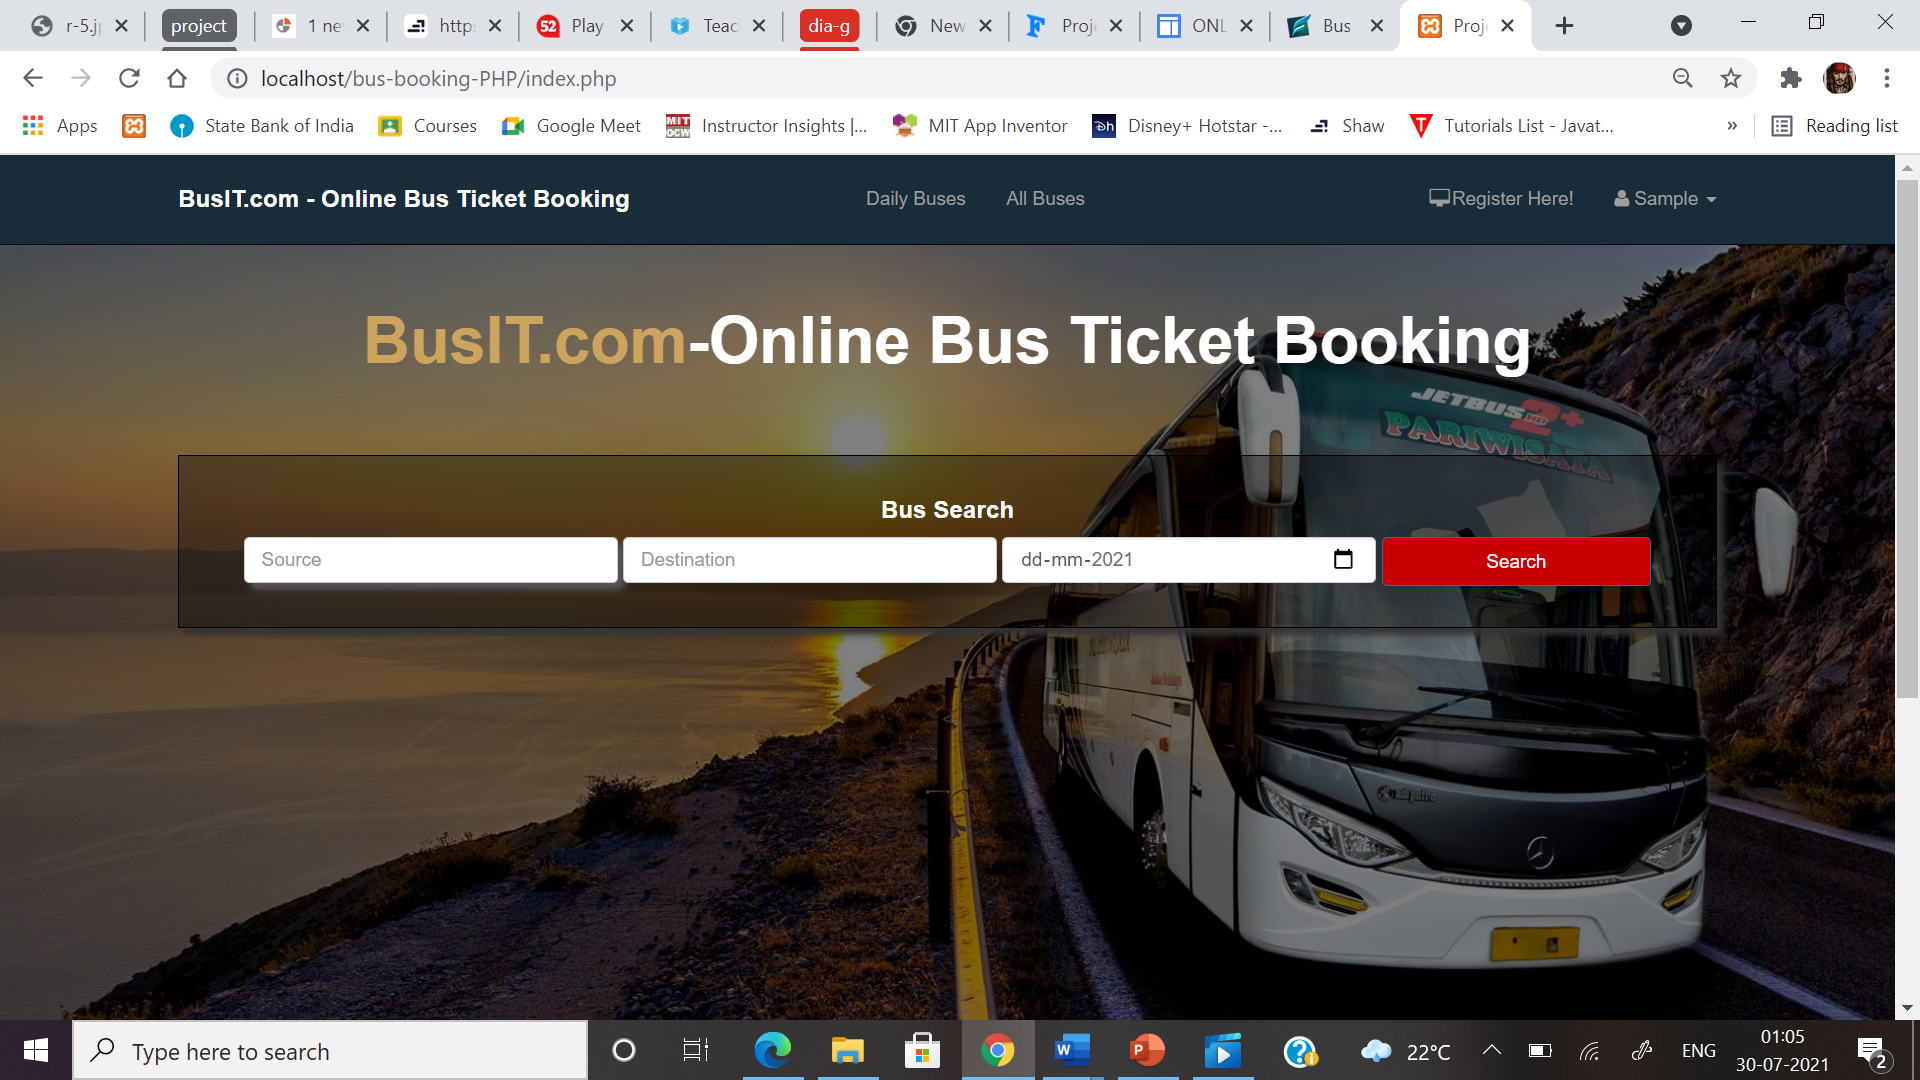 r-5.j
project
1 ne
http
Play
Teac
dia-g
New
Proj
ONL
Bus
Proj
localhost/bus-booking-PHP/index.php
Apps
State Bank of India
Courses
Google Meet
Instructor Insights |...
MIT App Inventor
Disney+ Hotstar -...
Shaw
Tutorials List - Javat...
»
Reading list
BusIT.com - Online Bus Ticket Booking
Daily Buses
All Buses
Register Here!
Sample
BusIT.com-Online Bus Ticket Booking
JETBUS 2+
HD
PARIWISATA
Bus Search
Source
Destination
dd-mm-2021
Search
Type here to search
22°C
ENG
01:05
30-07-2021
2